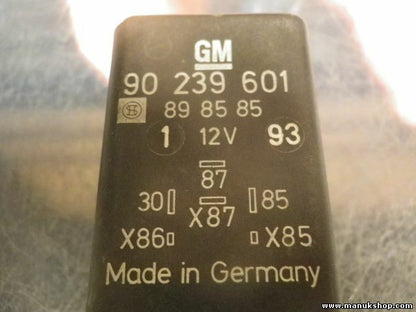 GM
90 239 601
89 85 85
1 12V 93
87
30 85
X87
X86 X85
Made in Germany
www.manukshop.com